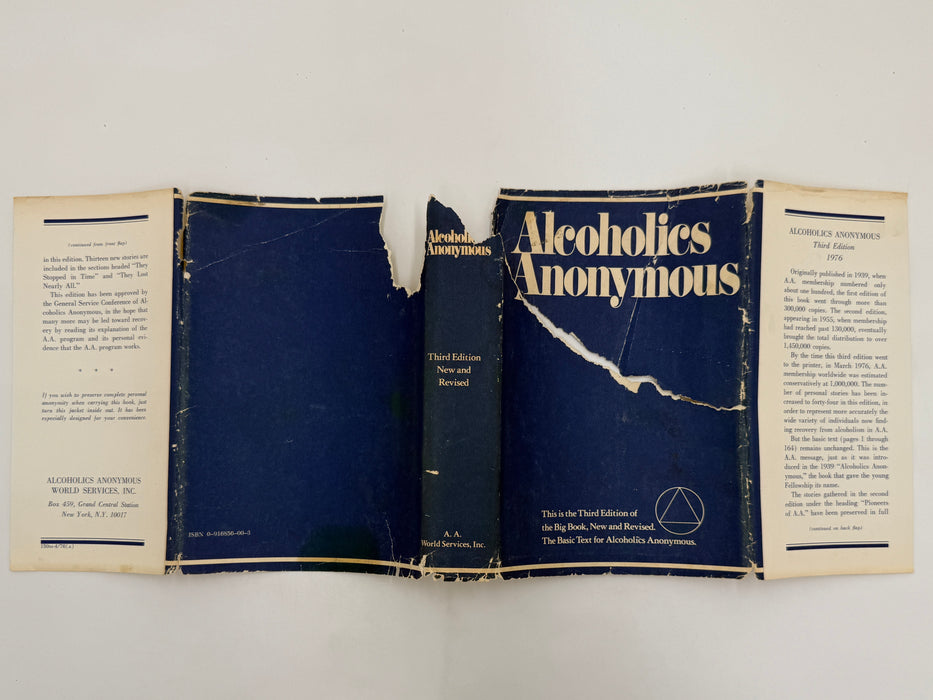 (continued from front flap)
in this edition. Thirteen new stories are
included in the sections headed "They
Stopped in Time" and "They Lost
Nearly All."
This edition has been approved by
the General Service Conference of Al-
coholics Anonymous, in the hope that
many more may be led toward recov-
ery by reading its explanation of the
A.A. program and its personal evi-
dence that the A.A. program works.
* * *
If you wish to preserve complete personal
anonymity when carrying this book, just
turn this jacket inside out. It has been
especially designed for your convenience.
ALCOHOLICS ANONYMOUS
WORLD SERVICES, INC.
Box 459, Grand Central Station
New York, N.Y. 10017
ISBN 0-916856-00-3
Alcoholics
Anonymous
Third Edition
New and
Revised
A. A.
World Services, Inc.
Alcoholics
Anonymous
This is the Third Edition of
the Big Book, New and Revised.
The Basic Text for Alcoholics Anonymous.
ALCOHOLICS ANONYMOUS
Third Edition
1976
Originally published in 1939, when
A.A. membership numbered only
about one hundred, the first edition of
this book went through more than
300,000 copies. The second edition,
appearing in 1955, when membership
had reached past 150,000, eventually
brought the total distribution to over
1,450,000 copies.
By the time this third edition went
to the printer, in March 1976, A.A.
membership worldwide was estimated
conservatively at 1,000,000. The num-
ber of personal stories has been in-
creased to forty-four in this edition, in
order to represent more accurately the
wide variety of individuals now find-
ing recovery from alcoholism in A.A.
But the basic text (pages 1 through
164) remains unchanged. This is the
A.A. message, just as it was intro-
duced in the 1939 "Alcoholics Anon-
ymous," the book that gave the young
Fellowship its name.
The stories gathered in the second
edition under the heading "Pioneers
of A.A." have been preserved in full
(continued on back flap)